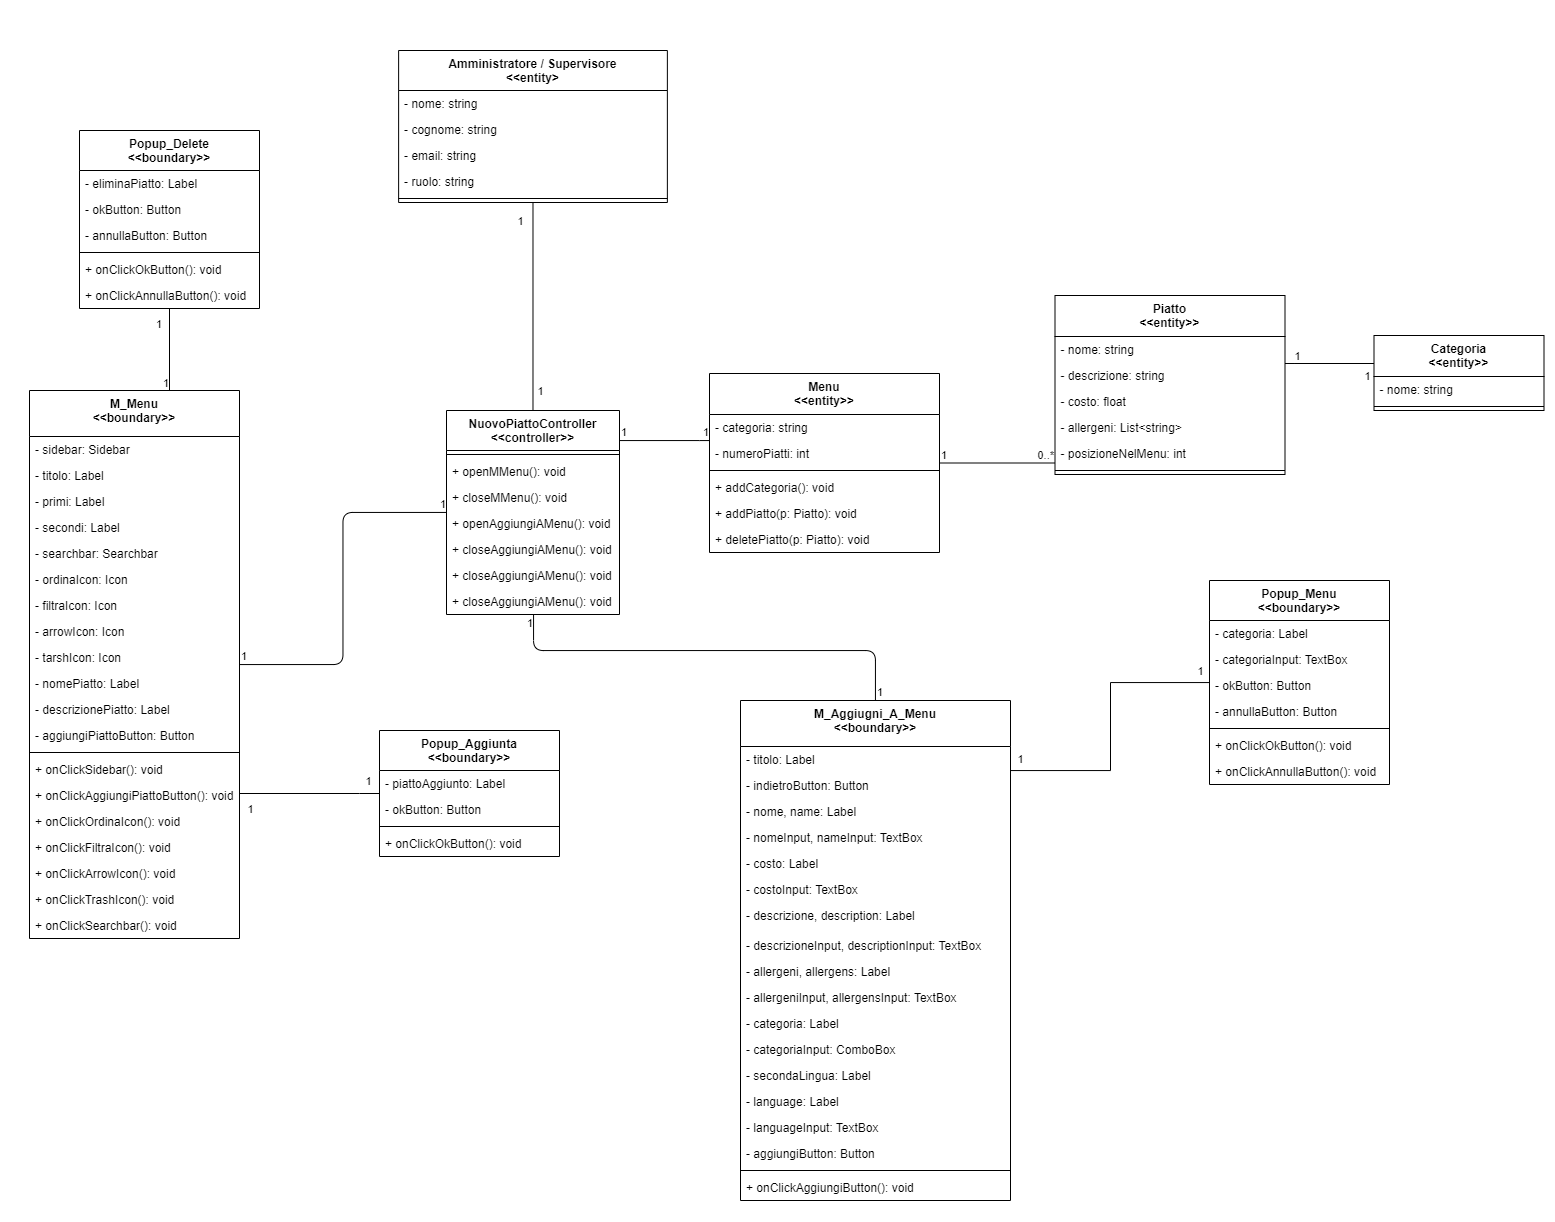 Amministratore / Supervisore
<<entity>
- nome: string
- cognome: string
- email: string
- ruolo: string
1
1
Popup_Delete
<<boundary>>
- eliminaPiatto: Label
- okButton: Button
- annullaButton: Button
+ onClickOkButton(): void
+ onClickAnnullaButton(): void
1
1
M_Menu
<<boundary>>
- sidebar: Sidebar
- titolo: Label
- primi: Label
- secondi: Label
- searchbar: Searchbar
- ordinaIcon: Icon
- filtraIcon: Icon
- arrowIcon: Icon
- tarshIcon: Icon
- nomePiatto: Label
- descrizionePiatto: Label
- aggiungiPiattoButton: Button
+ onClickSidebar(): void
+ onClickAggiungiPiattoButton(): void
+ onClickOrdinaIcon(): void
+ onClickFiltraIcon(): void
+ onClickArrowIcon(): void
+ onClickTrashIcon(): void
+ onClickSearchbar(): void
1
1
1
1
Popup_Aggiunta
<<boundary>>
- piattoAggiunto: Label
- okButton: Button
+ onClickOkButton(): void
NuovoPiattoController
<<controller>>
+ openMMenu(): void
+ closeMMenu(): void
+ openAggiungiAMenu(): void
+ closeAggiungiAMenu(): void
+ closeAggiungiAMenu(): void
+ closeAggiungiAMenu(): void
1
1
1
1
Menu
<<entity>>
- categoria: string
- numeroPiatti: int
+ addCategoria(): void
+ addPiatto(p: Piatto): void
+ deletePiatto(p: Piatto): void
1
0..*
Piatto
<<entity>>
- nome: string
- descrizione: string
- costo: float
- allergeni: List<string>
- posizioneNelMenu: int
1
1
Categoria
<<entity>>
- nome: string
M_Aggiugni_A_Menu
<<boundary>>
- titolo: Label
- indietroButton: Button
- nome, name: Label
- nomeInput, nameInput: TextBox
- costo: Label
- costoInput: TextBox
- descrizione, description: Label
- descrizioneInput, descriptionInput: TextBox
- allergeni, allergens: Label
- allergeniInput, allergensInput: TextBox
- categoria: Label
- categoriaInput: ComboBox
- secondaLingua: Label
- language: Label
- languageInput: TextBox
- aggiungiButton: Button
+ onClickAggiungiButton(): void
1
1
Popup_Menu
<<boundary>>
- categoria: Label
- categoriaInput: TextBox
- okButton: Button
- annullaButton: Button
+ onClickOkButton(): void
+ onClickAnnullaButton(): void